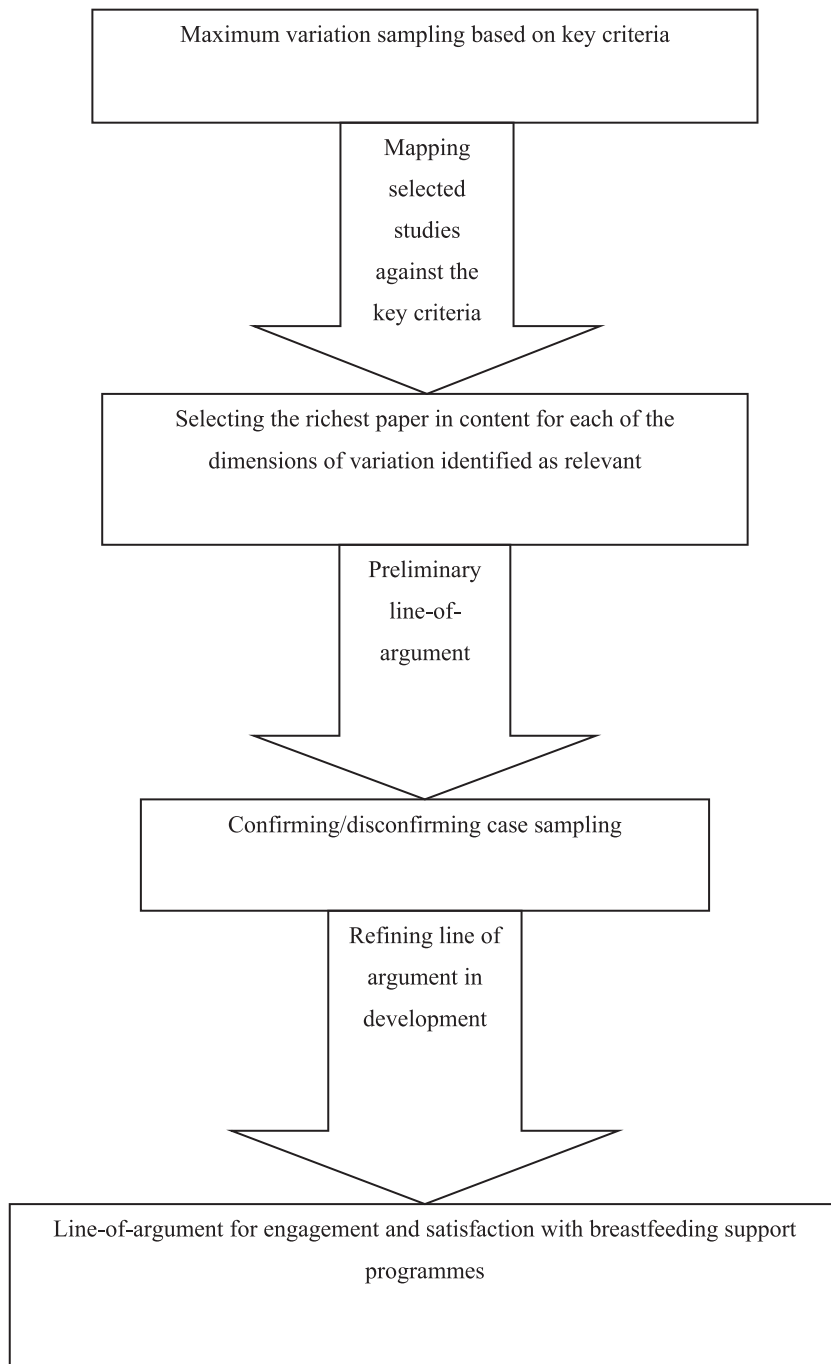 Maximum variation sampling based on key criteria
Mapping
selected
studies
against the
key criteria
Selecting the richest paper in content for each of the
dimensions of variation identified as relevant
Preliminary
line-of-
argument
Confirming/disconfirming case sampling
Refining line of
argument in
development
Line-of-argument for engagement and satisfaction with breastfeeding support
programmes